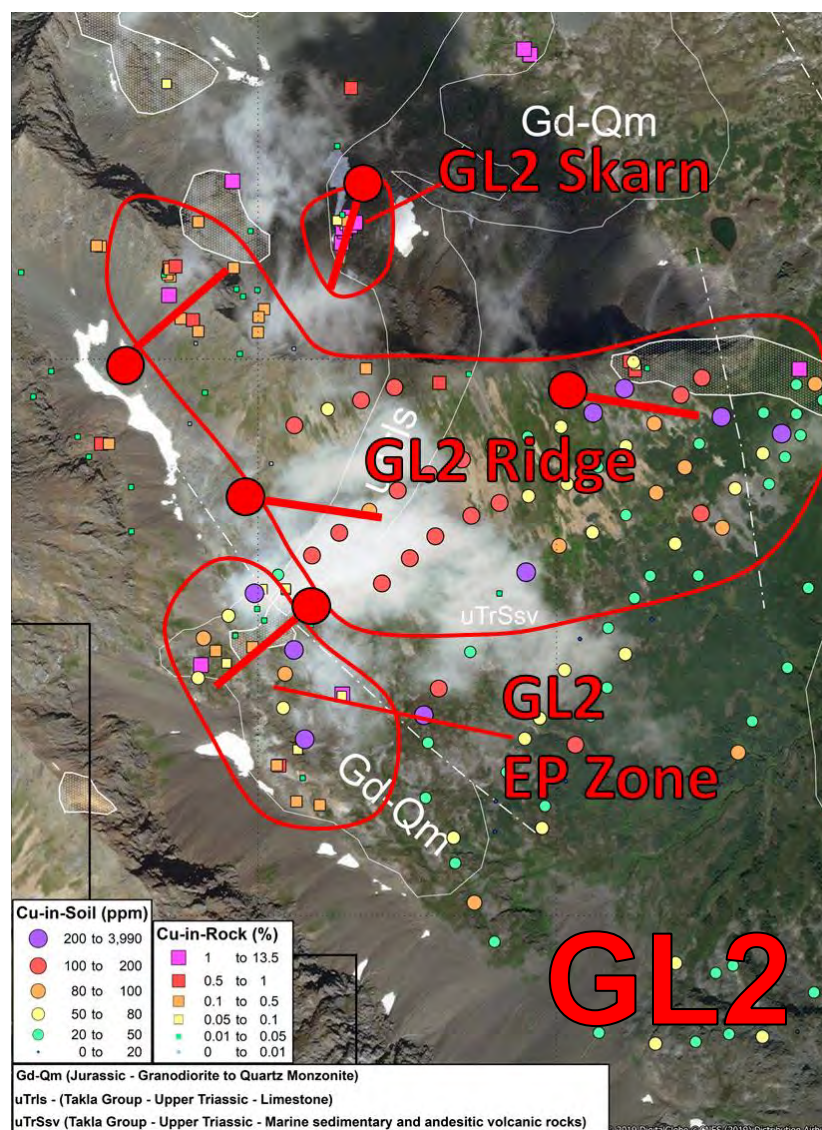 Gd-Qm
GL2 Skarn
uTrls
GL2 Ridge
uTrSsv
GL2
EP Zone
Gd-Qm
GL2
Cu-in-Soil (ppm)
200 to 3,990
100 to 200
80 to 100
50 to 80
20 to 50
0 to 20
Cu-in-Rock (%)
1 to 13.5
0.5 to 1
0.1 to 0.5
0.05 to 0.1
0.01 to 0.05
0 to 0.01
Gd-Qm (Jurassic - Granodiorite to Quartz Monzonite)
uTrls - (Takla Group - Upper Triassic - Limestone)
uTrSsv (Takla Group - Upper Triassic - Marine sedimentary and andesitic volcanic rocks)